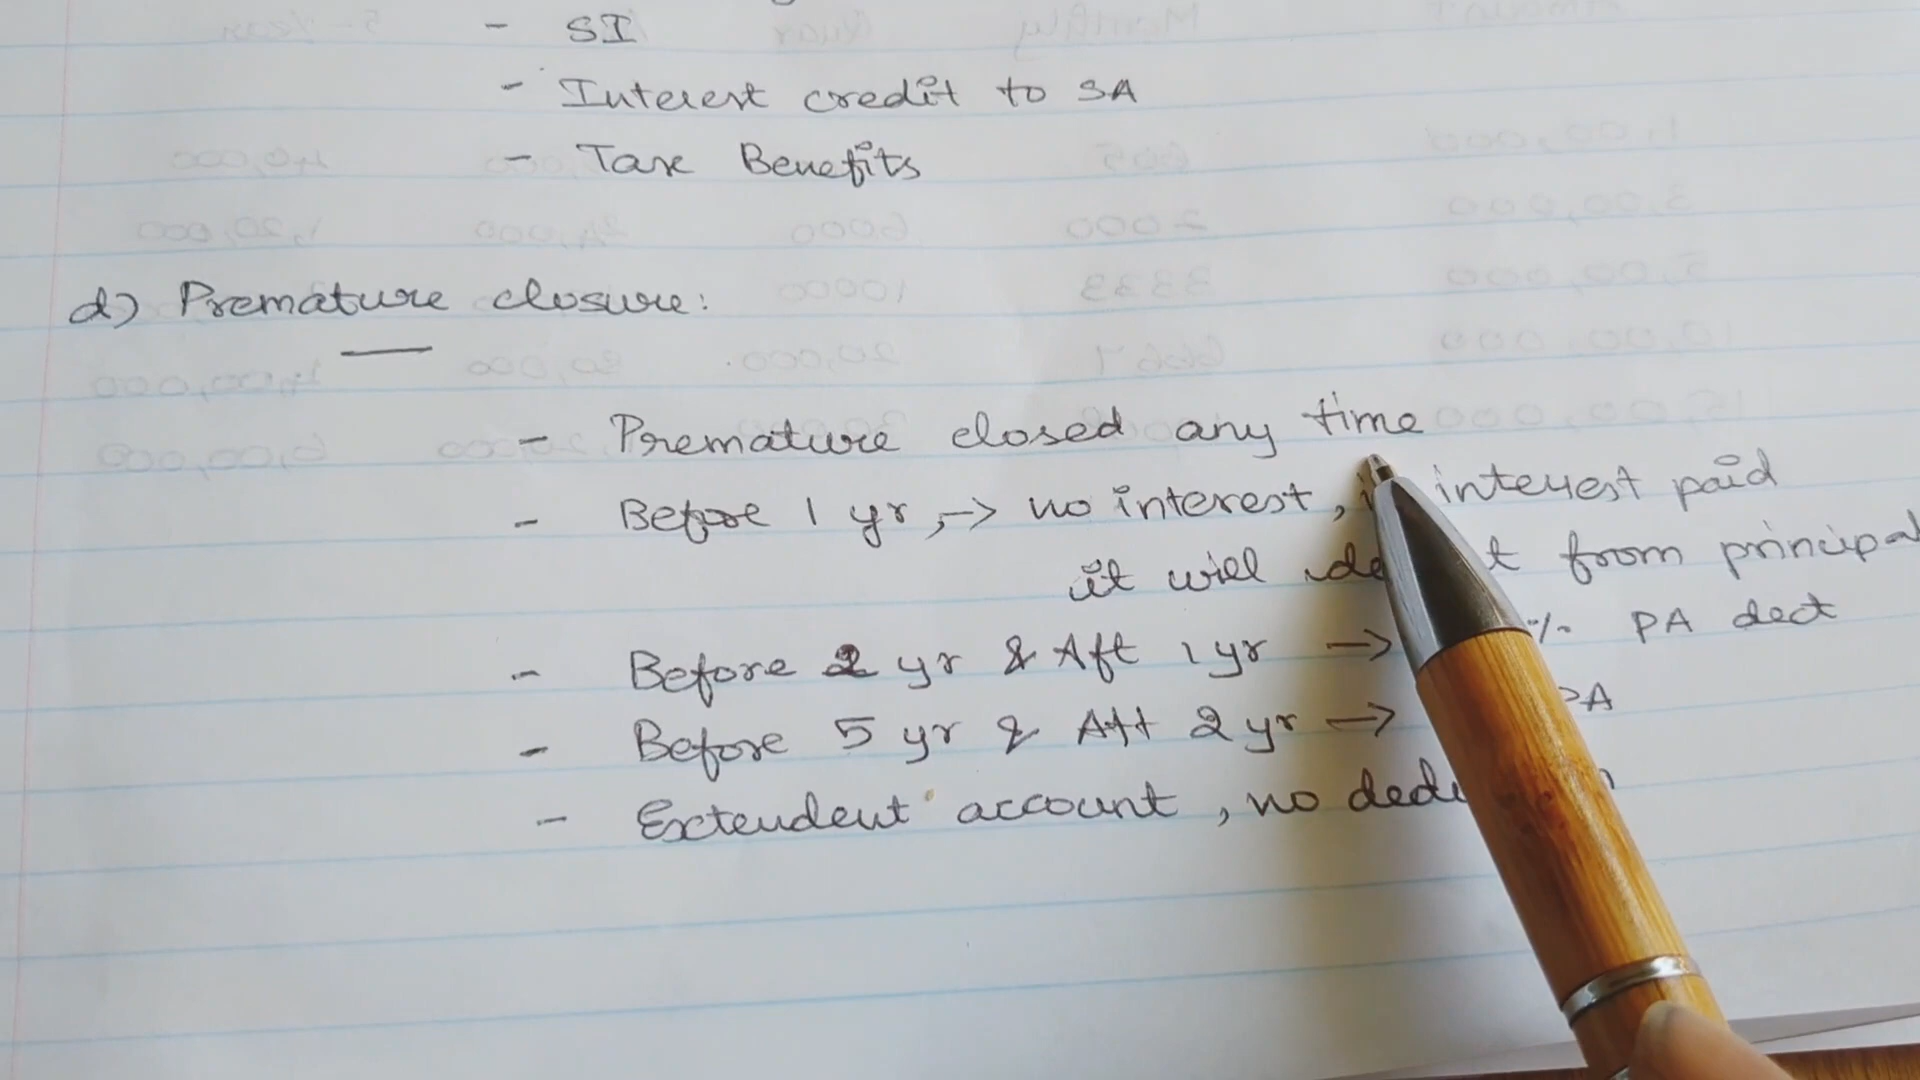 - SI
- Interest credit to SA
- Tax Benefits
d) Premature closure:
- Premature closed any time
- Before 1 yr, -> no interest, interest paid
it will from principal
- Before 2 yr & Aft 1 yr -> % PA dect
- Before 5 yr & Aft 2 yr -> PA
- Extendent account, no